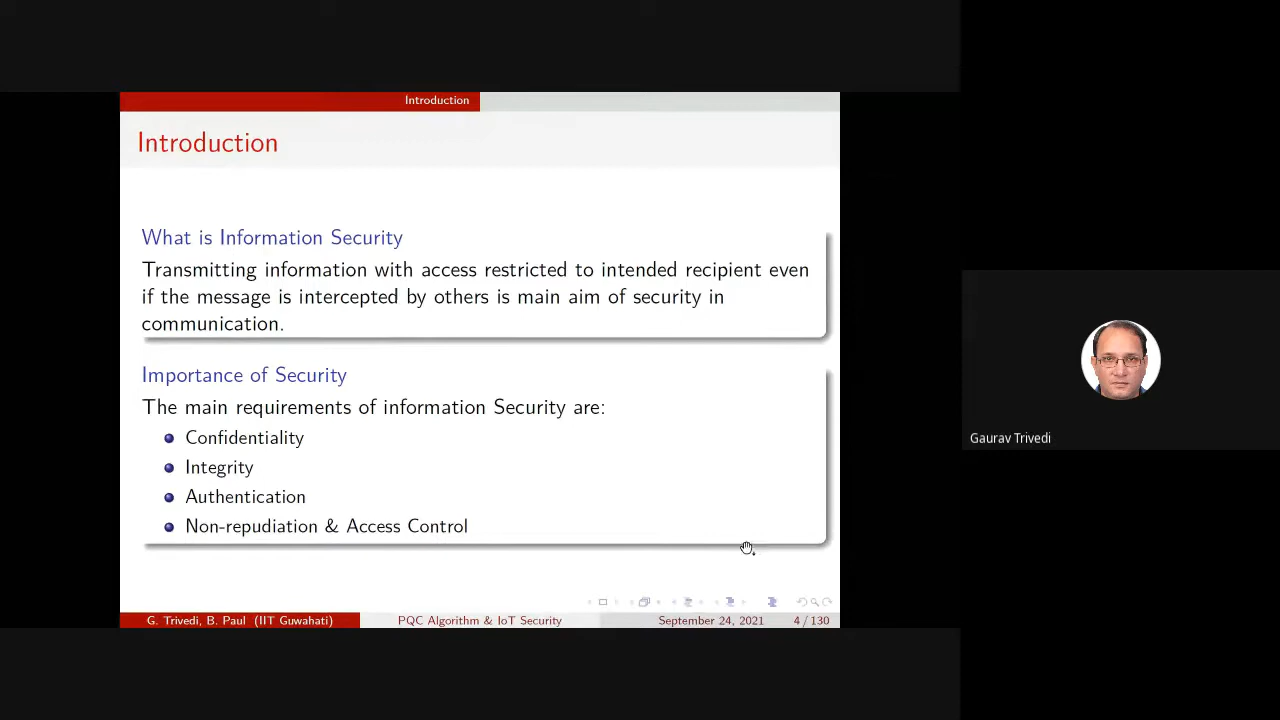 Introduction
Introduction
What is Information Security
Transmitting information with access restricted to intended recipient even
if the message is intercepted by others is main aim of security in
communication.
Importance of Security
The main requirements of information Security are:
Confidentiality
Integrity
Authentication
Non-repudiation & Access Control
G. Trivedi, B. Paul (IIT Guwahati)
PQC Algorithm & IoT Security
September 24, 2021
4 / 130
Gaurav Trivedi